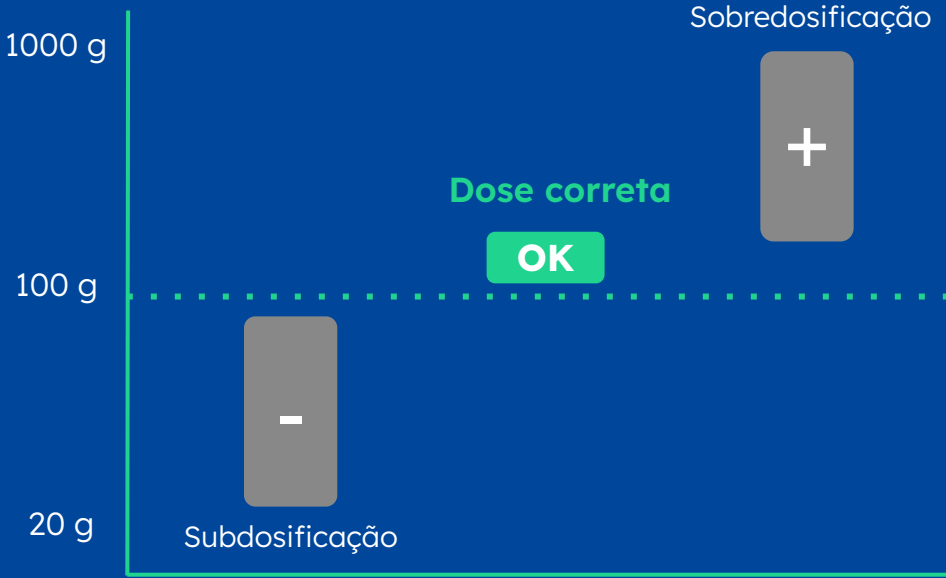 Sobredosificação
1000 g
+
Dose correta
OK
100 g
-
20 g
Subdosificação